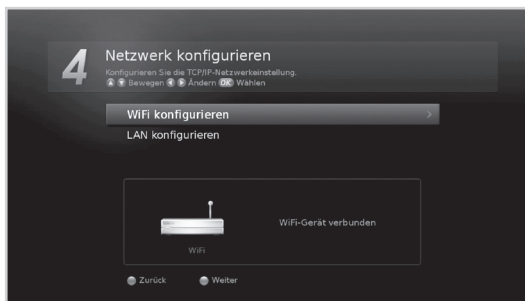 4
Netzwerk konfigurieren
Konfigurieren Sie die TCP/IP-Netzwerkeinstellung.
Bewegen Ändern OK Wählen
WiFi konfigurieren
LAN konfigurieren
WiFi-Gerät verbunden
WiFi
Zurück Weiter